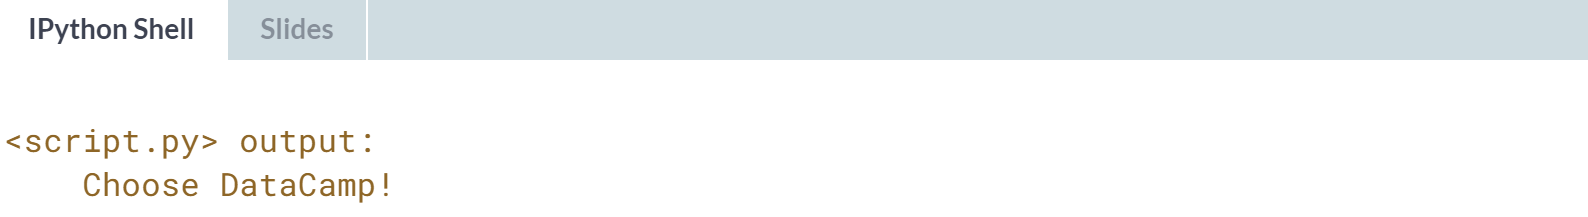 IPython Shell Slides
<script.py> output:
Choose DataCamp!